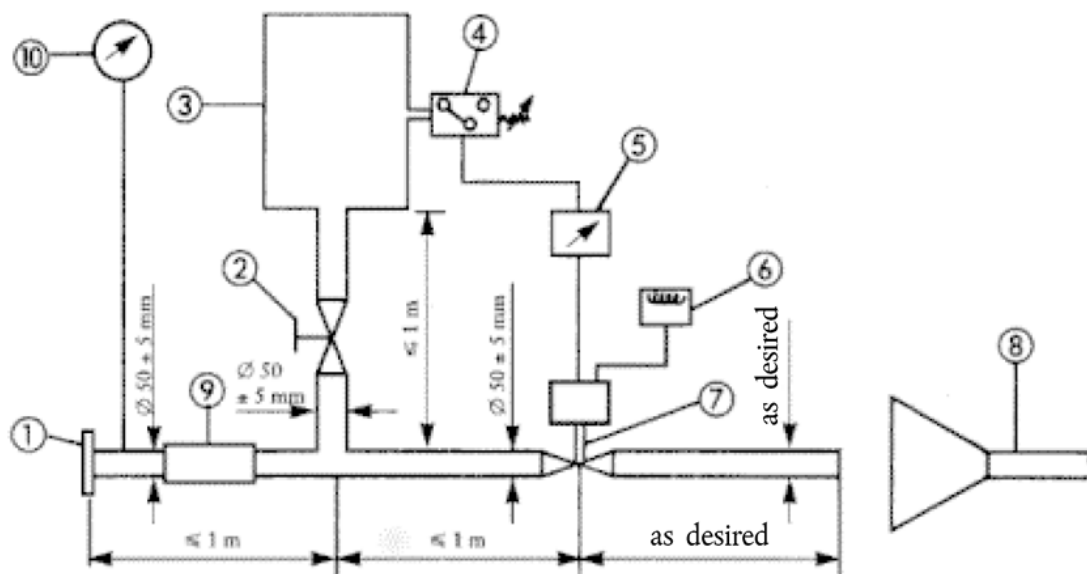 10
4
3
5
2
6
Ø 50 ± 5 mm
≤ 1 m
Ø 50 ± 5 mm
as desired
Ø 50
± 5 mm
8
9
7
1
≤ 1 m
≤ 1 m
as desired